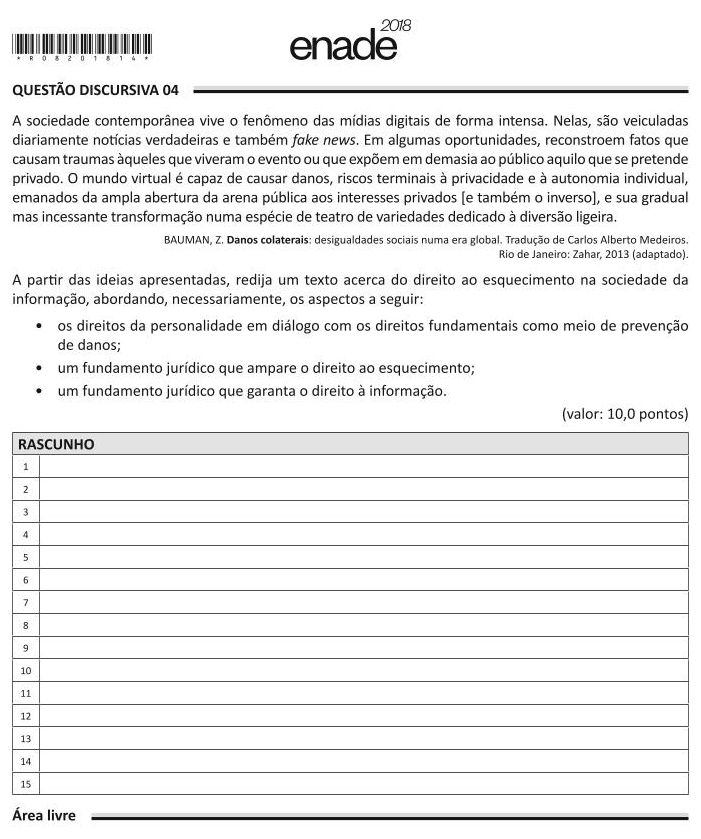 2018
enade
* R 0 8 2 0 1 8 1 4 *
QUESTÃO DISCURSIVA 04
A sociedade contemporânea vive o fenômeno das mídias digitais de forma intensa. Nelas, são veiculadas
diariamente notícias verdadeiras e também fake news. Em algumas oportunidades, reconstroem fatos que
causam traumas àqueles que viveram o evento ou que expõem em demasia ao público aquilo que se pretende
privado. O mundo virtual é capaz de causar danos, riscos terminais à privacidade e à autonomia individual,
emanados da ampla abertura da arena pública aos interesses privados [e também o inverso], e sua gradual
mas incessante transformação numa espécie de teatro de variedades dedicado à diversão ligeira.
BAUMAN, Z. Danos colaterais: desigualdades sociais numa era global. Tradução de Carlos Alberto Medeiros.
Rio de Janeiro: Zahar, 2013 (adaptado).
A partir das ideias apresentadas, redija um texto acerca do direito ao esquecimento na sociedade da
informação, abordando, necessariamente, os aspectos a seguir:
• os direitos da personalidade em diálogo com os direitos fundamentais como meio de prevenção
de danos;
• um fundamento jurídico que ampare o direito ao esquecimento;
• um fundamento jurídico que garanta o direito à informação.
(valor: 10,0 pontos)
RASCUNHO
1
2
3
4
5
6
7
8
9
10
11
12
13
14
15
Área livre